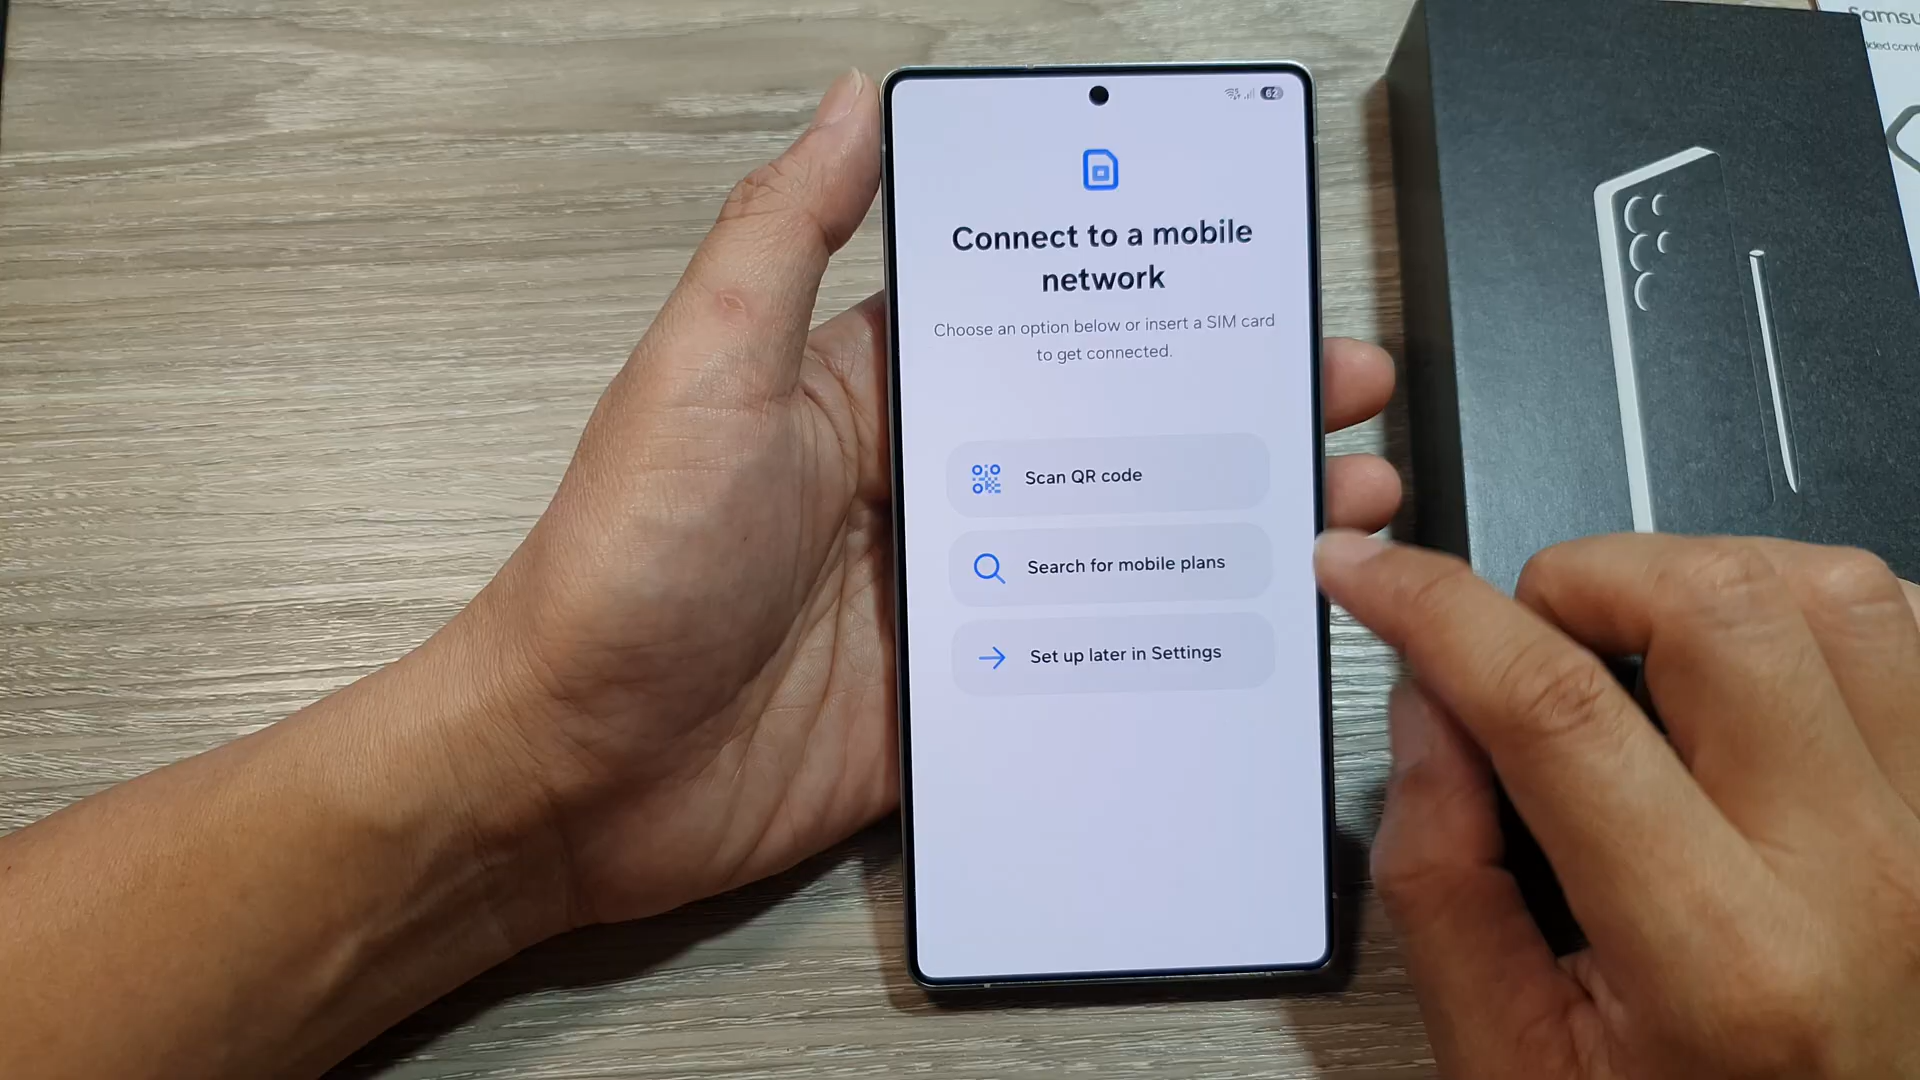 62
Connect to a mobile
network
Choose an option below or insert a SIM card
to get connected.
Scan QR code
Search for mobile plans
Set up later in Settings